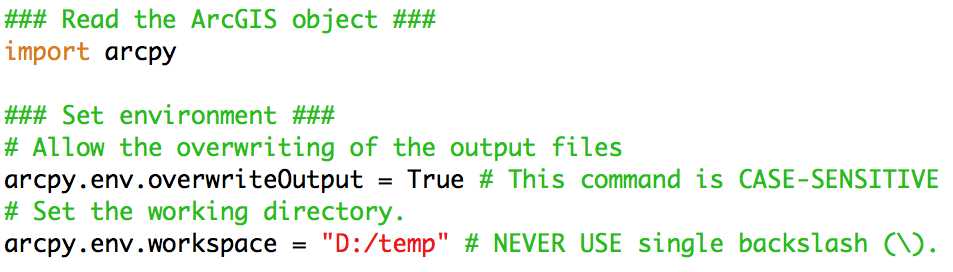 ### Read the ArcGIS object ###
import arcpy
### Set environment ###
# Allow the overwriting of the output files
arcpy.env.overwriteOutput = True # This command is CASE-SENSITIVE
# Set the working directory.
arcpy.env.workspace = "D:/temp" # NEVER USE single backslash (\).